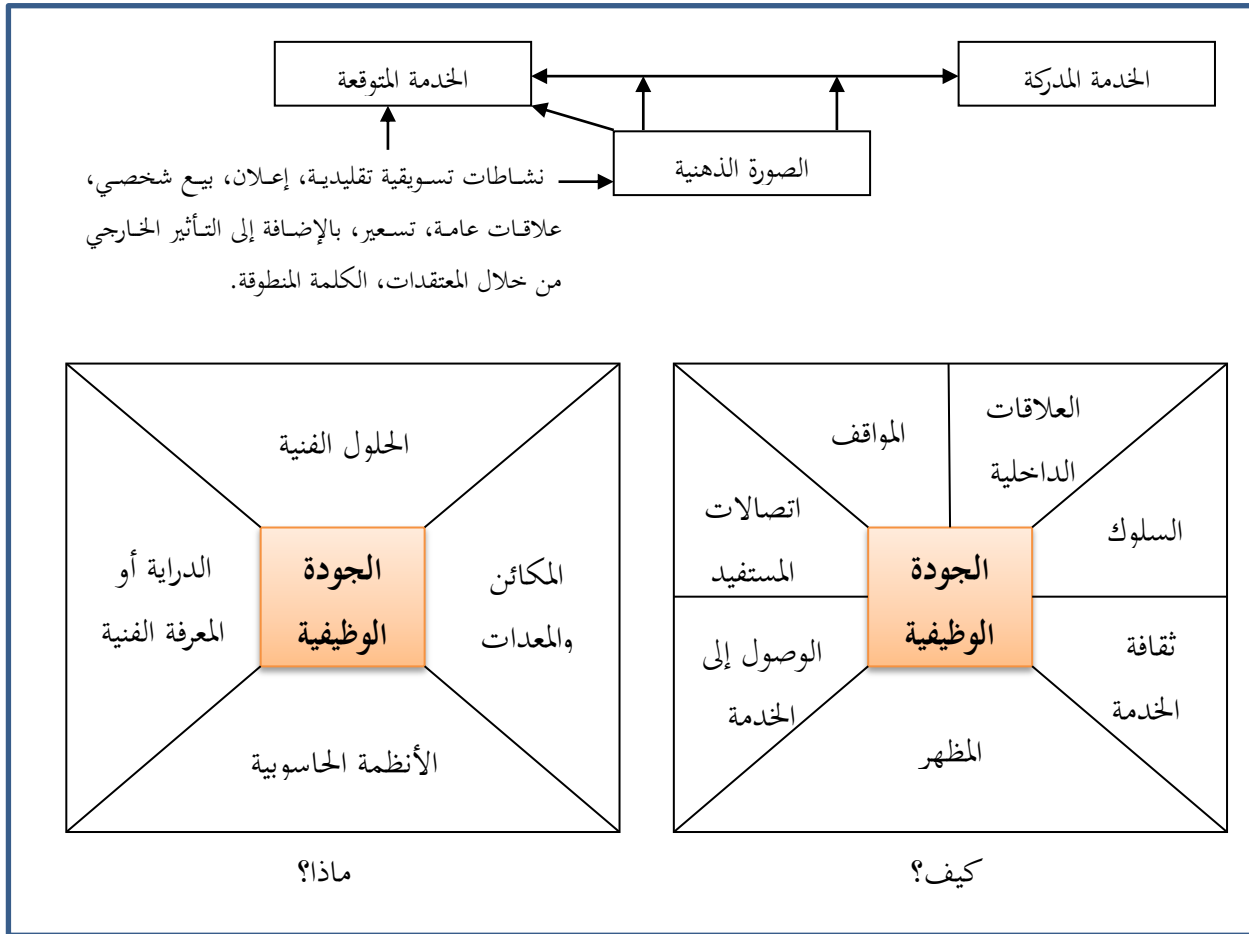 الخدمة المدركة
الخدمة المتوقعة
الصورة الذهنية
نشاطات تسويقية تقليدية، إعلان، بيع شخصي،
علاقات عامة، تسعير، بالإضافة إلى التأثير الخارجي
من خلال المعتقدات، الكلمة المنطوقة.
العلاقات
الداخلية
المواقف
السلوك
اتصالات
المستفيد
الجودة
الوظيفية
ثقافة
الخدمة
الوصول إلى
الخدمة
المظهر
كيف؟
الحلول الفنية
المكائن
والمعدات
الجودة
الوظيفية
الدراية أو
المعرفة الفنية
الأنظمة الحاسوبية
ماذا؟